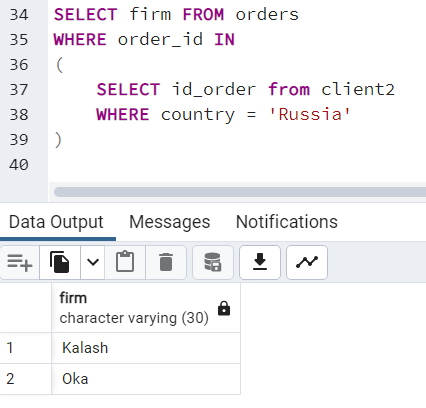 34 SELECT firm FROM orders
35 WHERE order_id IN
36 (
37 SELECT id_order from client2
38 WHERE country = 'Russia'
39 )
40
Data Output Messages Notifications
firm
character varying (30)
1 Kalash
2 Oka